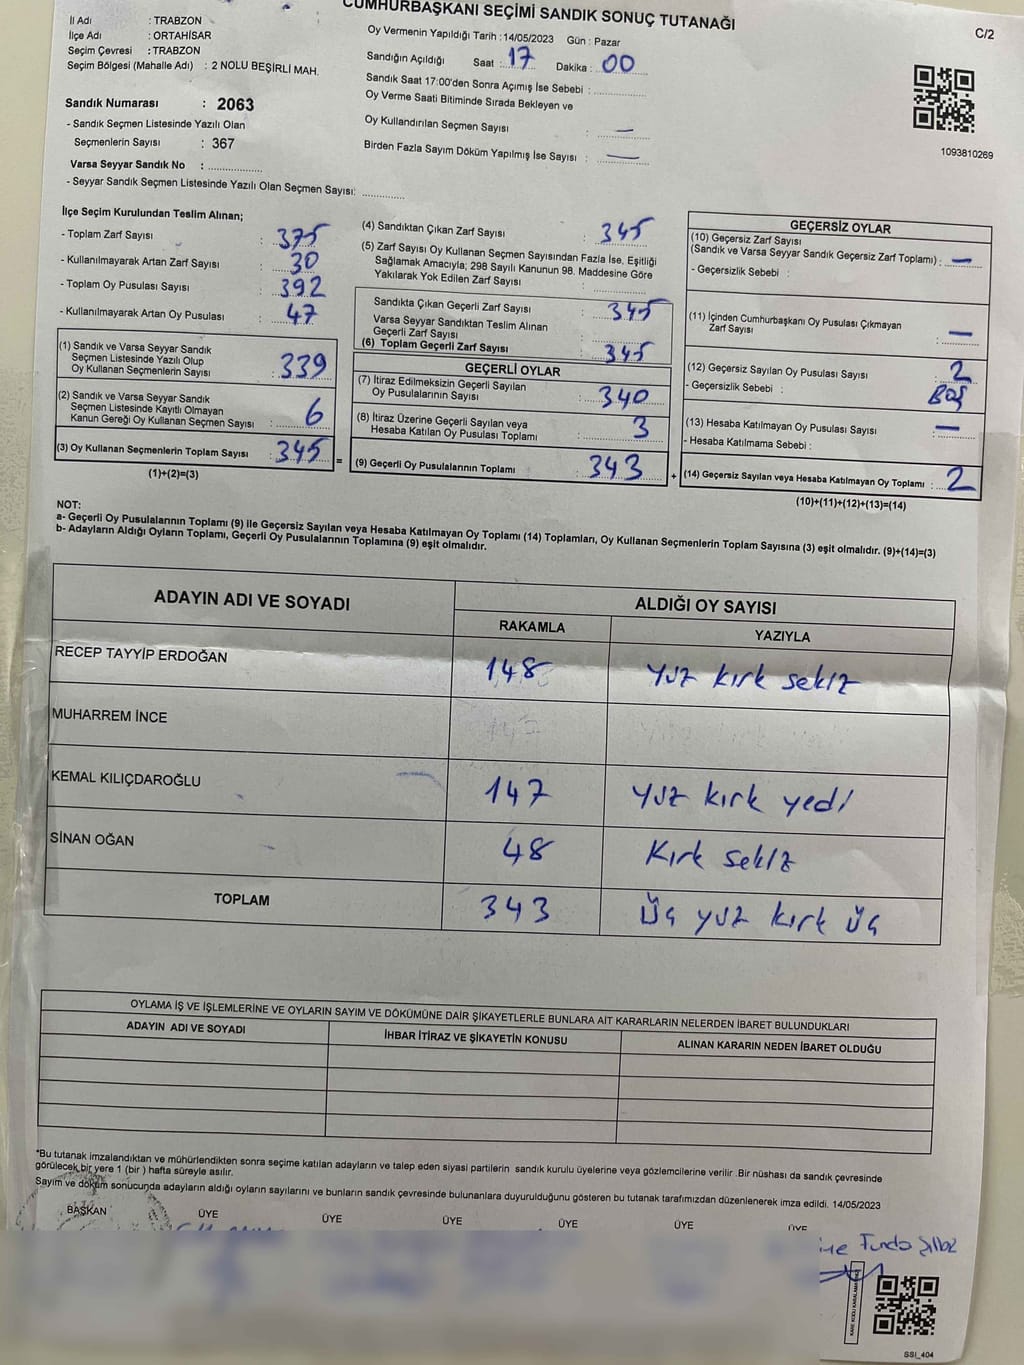 CUMHURBAŞKANI SEÇİMİ SANDIK SONUÇ TUTANAĞI
C/2
İl Adı : TRABZON
İlçe Adı : ORTAHİSAR
Seçim Çevresi : TRABZON
Seçim Bölgesi (Mahalle Adı) : 2 NOLU BEŞİRLİ MAH.
Sandık Numarası : 2063
- Sandık Seçmen Listesinde Yazılı Olan
Seçmenlerin Sayısı : 367
Varsa Seyyar Sandık No : ................
- Seyyar Sandık Seçmen Listesinde Yazılı Olan Seçmen Sayısı: ............
Oy Vermenin Yapıldığı Tarih : 14/05/2023 Gün : Pazar
Sandığın Açıldığı Saat : 17 Dakika : 00
Sandık Saat 17:00'den Sonra Açılmış İse Sebebi : ................
Oy Verme Saati Bitiminde Sırada Bekleyen ve
Oy Kullandırılan Seçmen Sayısı : —
Birden Fazla Sayım Döküm Yapılmış İse Sayısı : —
1093810269
İlçe Seçim Kurulundan Teslim Alınan;
- Toplam Zarf Sayısı : 375
- Kullanılmayarak Artan Zarf Sayısı : 30
- Toplam Oy Pusulası Sayısı : 392
- Kullanılmayarak Artan Oy Pusulası : 47
(1) Sandık ve Varsa Seyyar Sandık
Seçmen Listesinde Yazılı Olup
Oy Kullanan Seçmenlerin Sayısı : 339
(2) Sandık ve Varsa Seyyar Sandık
Seçmen Listesinde Kayıtlı Olmayan
Kanun Gereği Oy Kullanan Seçmen Sayısı : 6
(3) Oy Kullanan Seçmenlerin Toplam Sayısı : 345
(1)+(2)=(3)
=
(4) Sandıktan Çıkan Zarf Sayısı : 345
(5) Zarf Sayısı Oy Kullanan Seçmen Sayısından Fazla İse, Eşitliği
Sağlamak Amacıyla; 298 Sayılı Kanunun 98. Maddesine Göre
Yakılarak Yok Edilen Zarf Sayısı : ................
Sandıkta Çıkan Geçerli Zarf Sayısı : 345
Varsa Seyyar Sandıktan Teslim Alınan
Geçerli Zarf Sayısı :
(6) Toplam Geçerli Zarf Sayısı : 345
GEÇERLİ OYLAR
(7) İtiraz Edilmeksizin Geçerli Sayılan
Oy Pusulalarının Sayısı : 340
(8) İtiraz Üzerine Geçerli Sayılan veya
Hesaba Katılan Oy Pusulası Toplamı : 3
(9) Geçerli Oy Pusulalarının Toplamı : 343
+
GEÇERSİZ OYLAR
(10) Geçersiz Zarf Sayısı
(Sandık ve Varsa Seyyar Sandık Geçersiz Zarf Toplamı) : —
- Geçersizlik Sebebi :
(11) İçinden Cumhurbaşkanı Oy Pusulası Çıkmayan
Zarf Sayısı : —
(12) Geçersiz Sayılan Oy Pusulası Sayısı : 2
- Geçersizlik Sebebi : BOŞ
(13) Hesaba Katılmayan Oy Pusulası Sayısı : —
- Hesaba Katılmama Sebebi :
(14) Geçersiz Sayılan veya Hesaba Katılmayan Oy Toplamı : 2
(10)+(11)+(12)+(13)=(14)
NOT:
a- Geçerli Oy Pusulalarının Toplamı (9) ile Geçersiz Sayılan veya Hesaba Katılmayan Oy Toplamı (14) Toplamları, Oy Kullanan Seçmenlerin Toplam Sayısına (3) eşit olmalıdır. (9)+(14)=(3)
b- Adayların Aldığı Oyların Toplamı, Geçerli Oy Pusulalarının Toplamına (9) eşit olmalıdır.
ADAYIN ADI VE SOYADI ALDIĞI OY SAYISI
RAKAMLA YAZIYLA
RECEP TAYYİP ERDOĞAN 148 yuz kırk sekız
MUHARREM İNCE
KEMAL KILIÇDAROĞLU 147 yuz kırk yedi
SİNAN OĞAN 48 Kırk sekız
TOPLAM 343 üç yuz kırk üç
OYLAMA İŞ VE İŞLEMLERİNE VE OYLARIN SAYIM VE DÖKÜMÜNE DAİR ŞİKAYETLERLE BUNLARA AİT KARARLARIN NELERDEN İBARET BULUNDUKLARI
ADAYIN ADI VE SOYADI İHBAR İTİRAZ VE ŞİKAYETİN KONUSU ALINAN KARARIN NEDEN İBARET OLDUĞU
*Bu tutanak imzalandıktan ve mühürlendikten sonra seçime katılan adayların ve talep eden siyasi partilerin sandık kurulu üyelerine veya gözlemcilerine verilir .Bir nüshası da sandık çevresinde
görülecek bir yere 1 (bir ) hafta süreyle asılır.
Sayım ve döküm sonucunda adayların aldığı oyların sayılarını ve bunların sandık çevresinde bulunanlara duyurulduğunu gösteren bu tutanak tarafımızdan düzenlenerek imza edildi. 14/05/2023
BAŞKAN ÜYE ÜYE ÜYE ÜYE ÜYE ÜYE
Funda
SSI_404